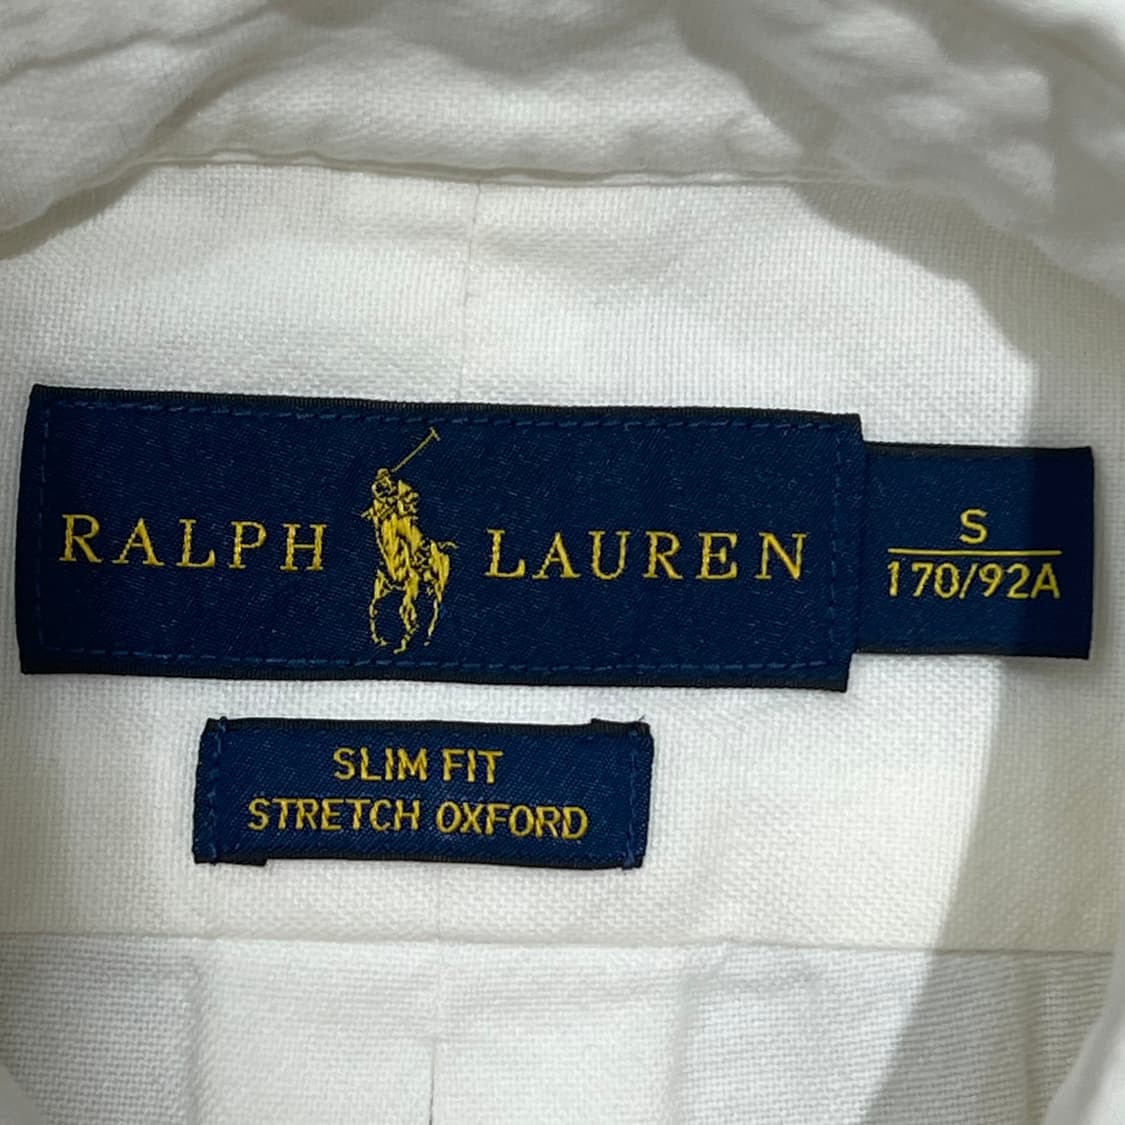 RALPH LAUREN
S
170/92A
SLIM FIT
STRETCH OXFORD